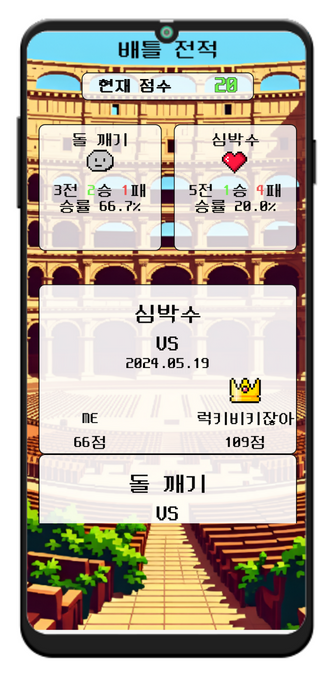 배틀 전적
현재 점수 20
돌 깨기
3전 2승 1패
승률 66.7%
심박수
5전 1승 4패
승률 20.0%
심박수
VS
2024.05.19
ME
66점
럭키비키잖아
109점
돌 깨기
VS